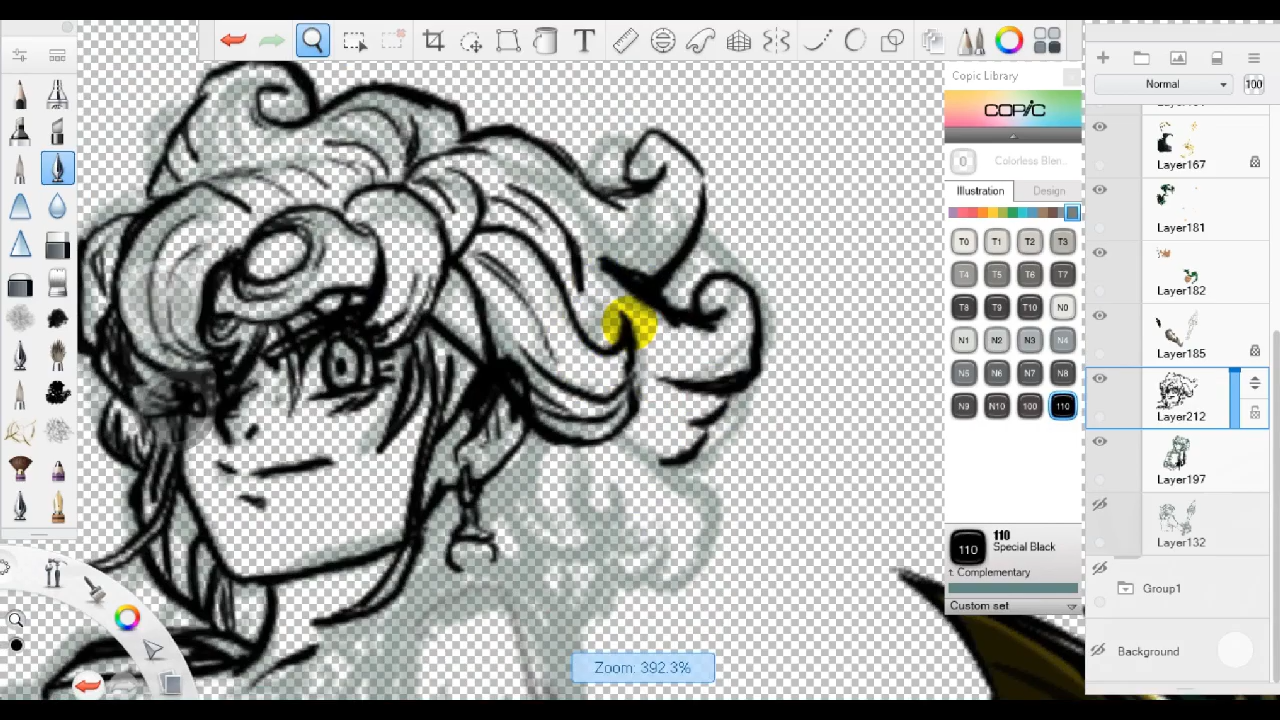 Copic Library
COPIC
0 Colorless Blen...
Illustration Design
T0 T1 T2 T3
T4 T5 T6 T7
T8 T9 T10 N0
N1 N2 N3 N4
N5 N6 N7 N8
N9 N10 100 110
110
110
Special Black
t: Complementary
Custom set
Normal 100
Layer167
Layer181
Layer182
Layer185
Layer212
Layer197
Layer132
Group1
Background
Zoom: 392.3%